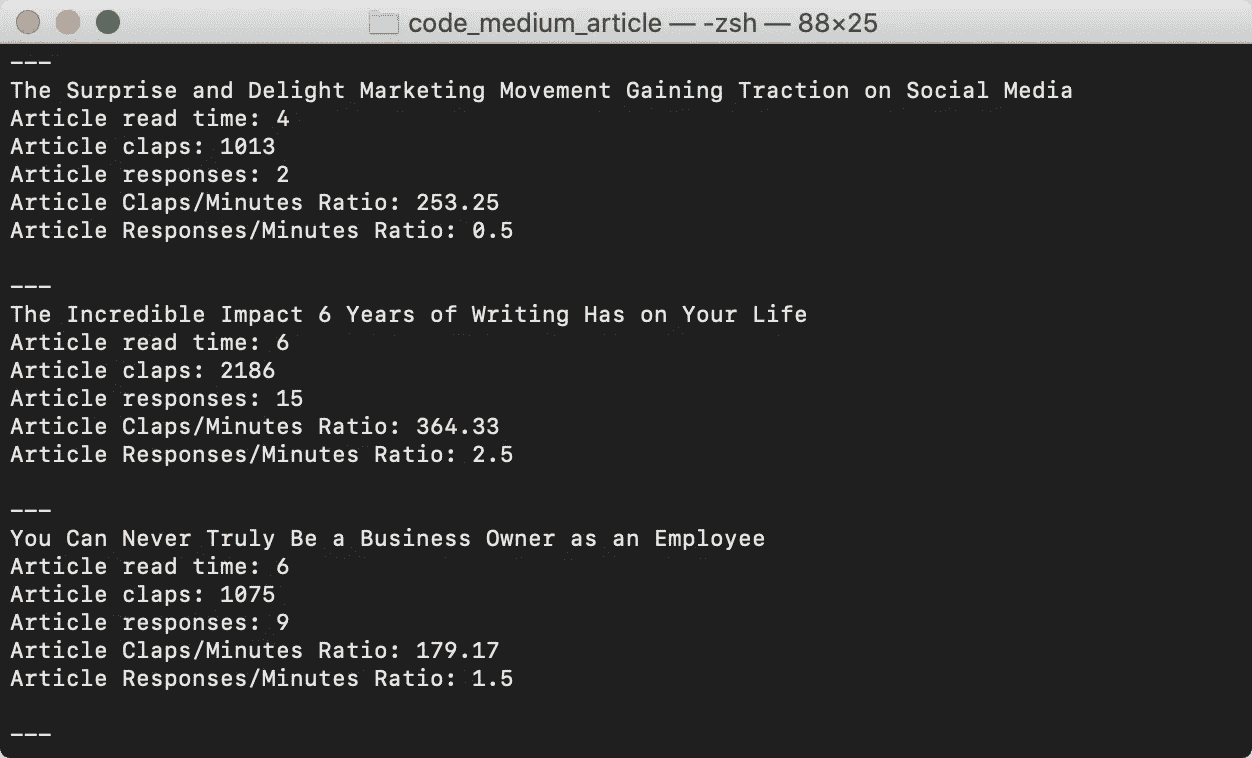 code_medium_article — -zsh — 88×25
---
The Surprise and Delight Marketing Movement Gaining Traction on Social Media
Article read time: 4
Article claps: 1013
Article responses: 2
Article Claps/Minutes Ratio: 253.25
Article Responses/Minutes Ratio: 0.5
---
The Incredible Impact 6 Years of Writing Has on Your Life
Article read time: 6
Article claps: 2186
Article responses: 15
Article Claps/Minutes Ratio: 364.33
Article Responses/Minutes Ratio: 2.5
---
You Can Never Truly Be a Business Owner as an Employee
Article read time: 6
Article claps: 1075
Article responses: 9
Article Claps/Minutes Ratio: 179.17
Article Responses/Minutes Ratio: 1.5
---